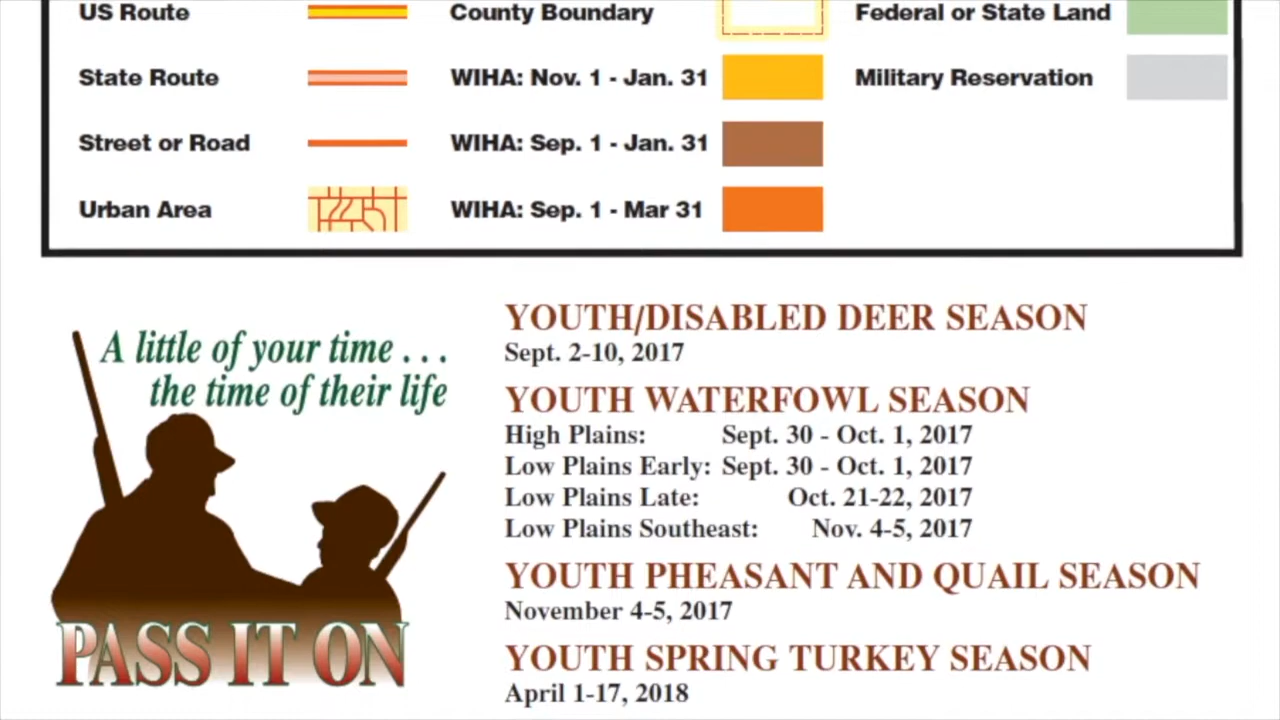 US Route
County Boundary
Federal or State Land
State Route
WIHA: Nov. 1 - Jan. 31
Military Reservation
Street or Road
WIHA: Sep. 1 - Jan. 31
Urban Area
WIHA: Sep. 1 - Mar 31
A little of your time . . .
the time of their life
PASS IT ON
YOUTH/DISABLED DEER SEASON
Sept. 2-10, 2017
YOUTH WATERFOWL SEASON
High Plains: Sept. 30 - Oct. 1, 2017
Low Plains Early: Sept. 30 - Oct. 1, 2017
Low Plains Late: Oct. 21-22, 2017
Low Plains Southeast: Nov. 4-5, 2017
YOUTH PHEASANT AND QUAIL SEASON
November 4-5, 2017
YOUTH SPRING TURKEY SEASON
April 1-17, 2018